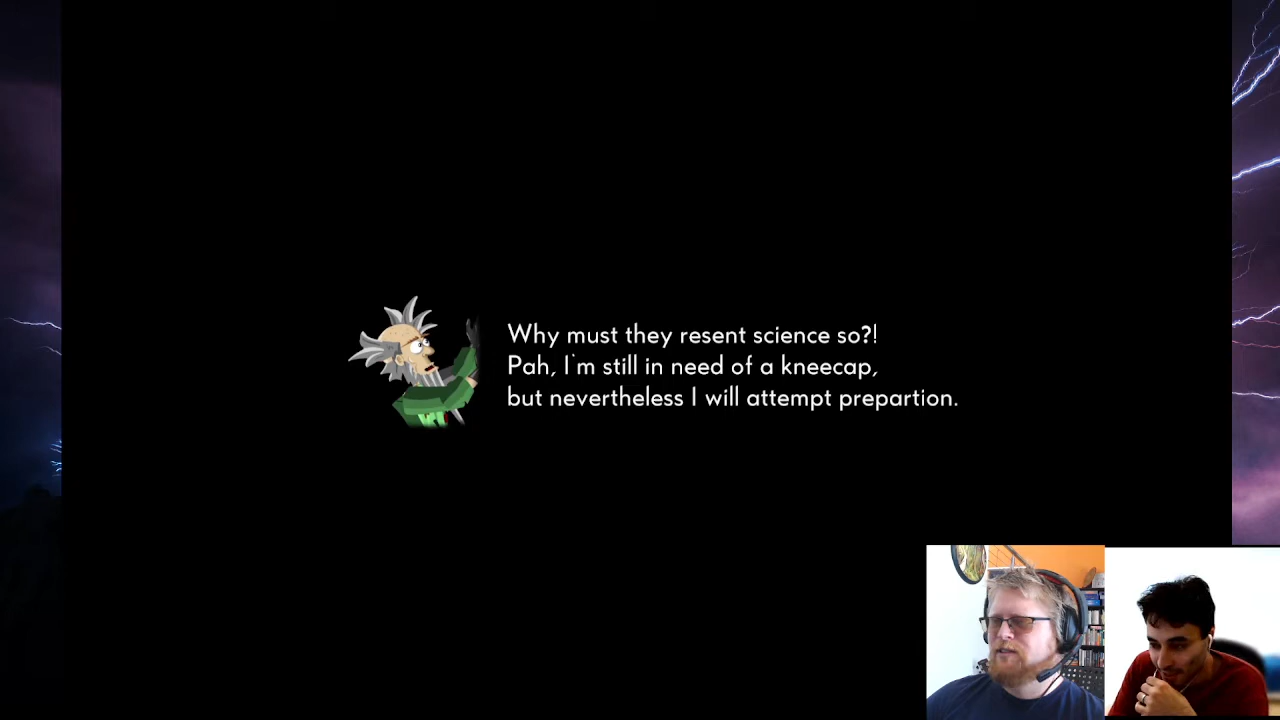 Why must they resent science so?!
Pah, I'm still in need of a kneecap,
but nevertheless I will attempt prepartion.